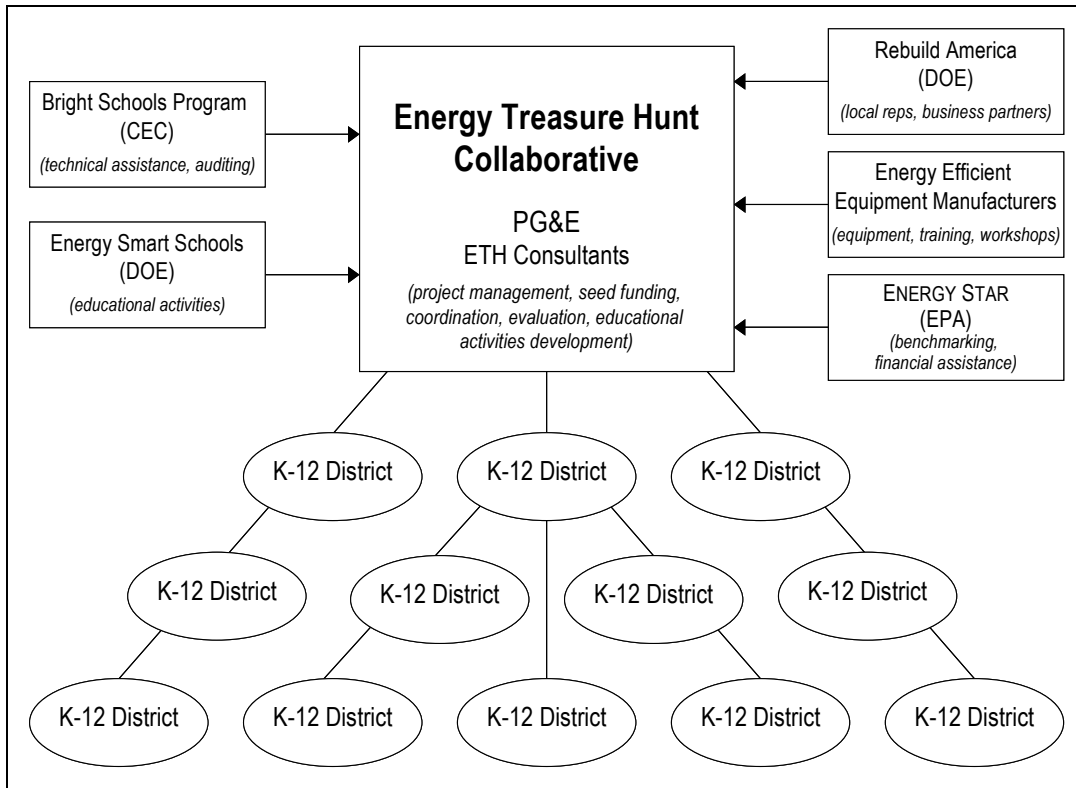 Bright Schools Program
(CEC)
(technical assistance, auditing)
Energy Smart Schools
(DOE)
(educational activities)
Energy Treasure Hunt
Collaborative
PG&E
ETH Consultants
(project management, seed funding,
coordination, evaluation, educational
activities development)
Rebuild America
(DOE)
(local reps, business partners)
Energy Efficient
Equipment Manufacturers
(equipment, training, workshops)
ENERGY STAR
(EPA)
(benchmarking,
financial assistance)
K-12 District
K-12 District
K-12 District
K-12 District
K-12 District
K-12 District
K-12 District
K-12 District
K-12 District
K-12 District
K-12 District
K-12 District